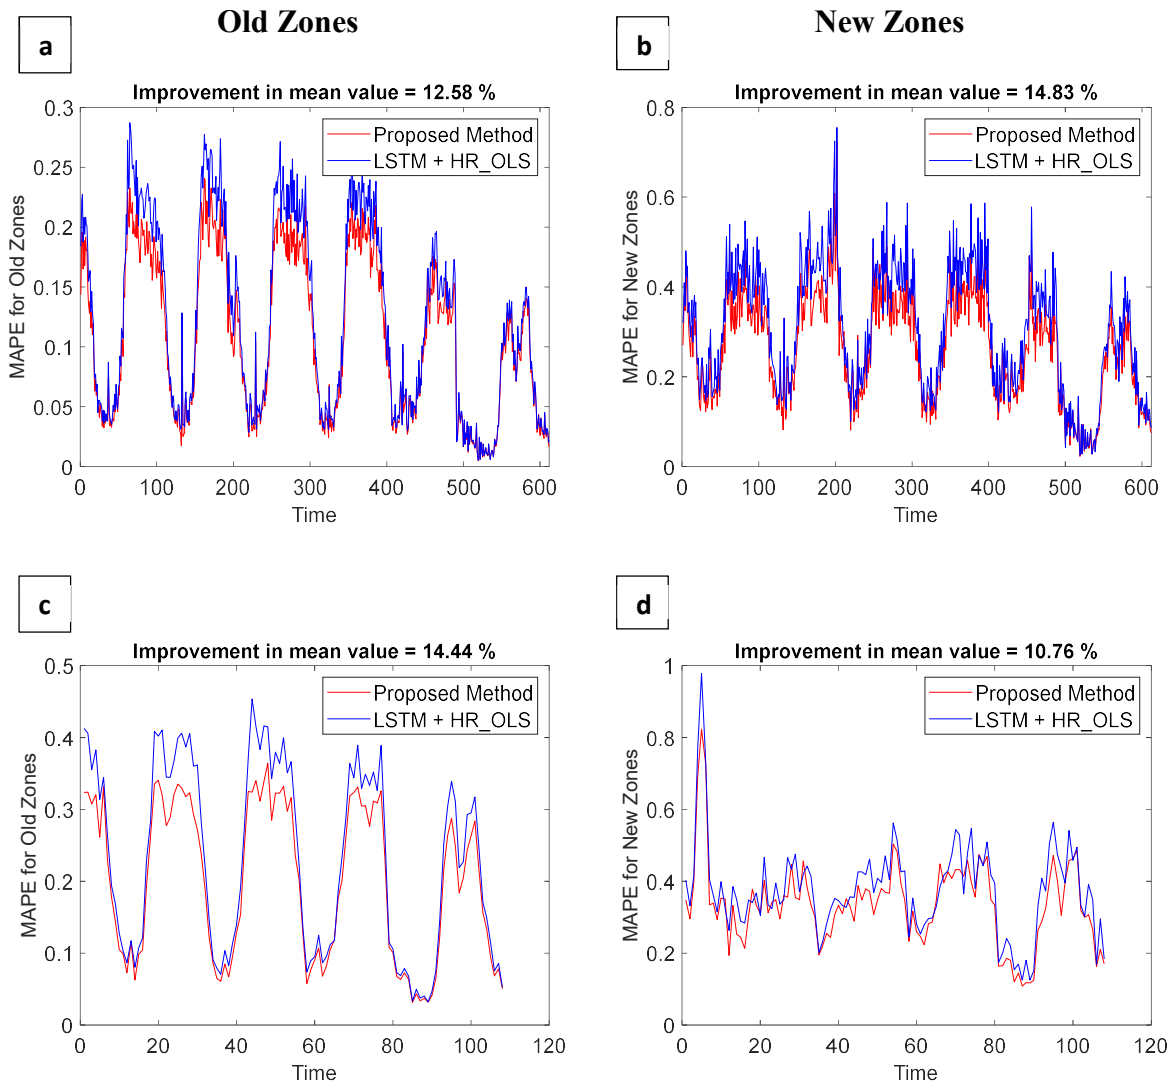 Old Zones
New Zones
a
b
Improvement in mean value = 12.58 %
0.3
0.25
0.2
0.15
0.1
0.05
0
MAPE for Old Zones
Proposed Method
LSTM + HR_OLS
0 100 200 300 400 500 600
Time
Improvement in mean value = 14.83 %
0.8
0.6
0.4
0.2
0
MAPE for New Zones
Proposed Method
LSTM + HR_OLS
0 100 200 300 400 500 600
Time
c
d
Improvement in mean value = 14.44 %
0.5
0.4
0.3
0.2
0.1
0
MAPE for Old Zones
Proposed Method
LSTM + HR_OLS
0 20 40 60 80 100 120
Time
Improvement in mean value = 10.76 %
1
0.8
0.6
0.4
0.2
0
MAPE for New Zones
Proposed Method
LSTM + HR_OLS
0 20 40 60 80 100 120
Time